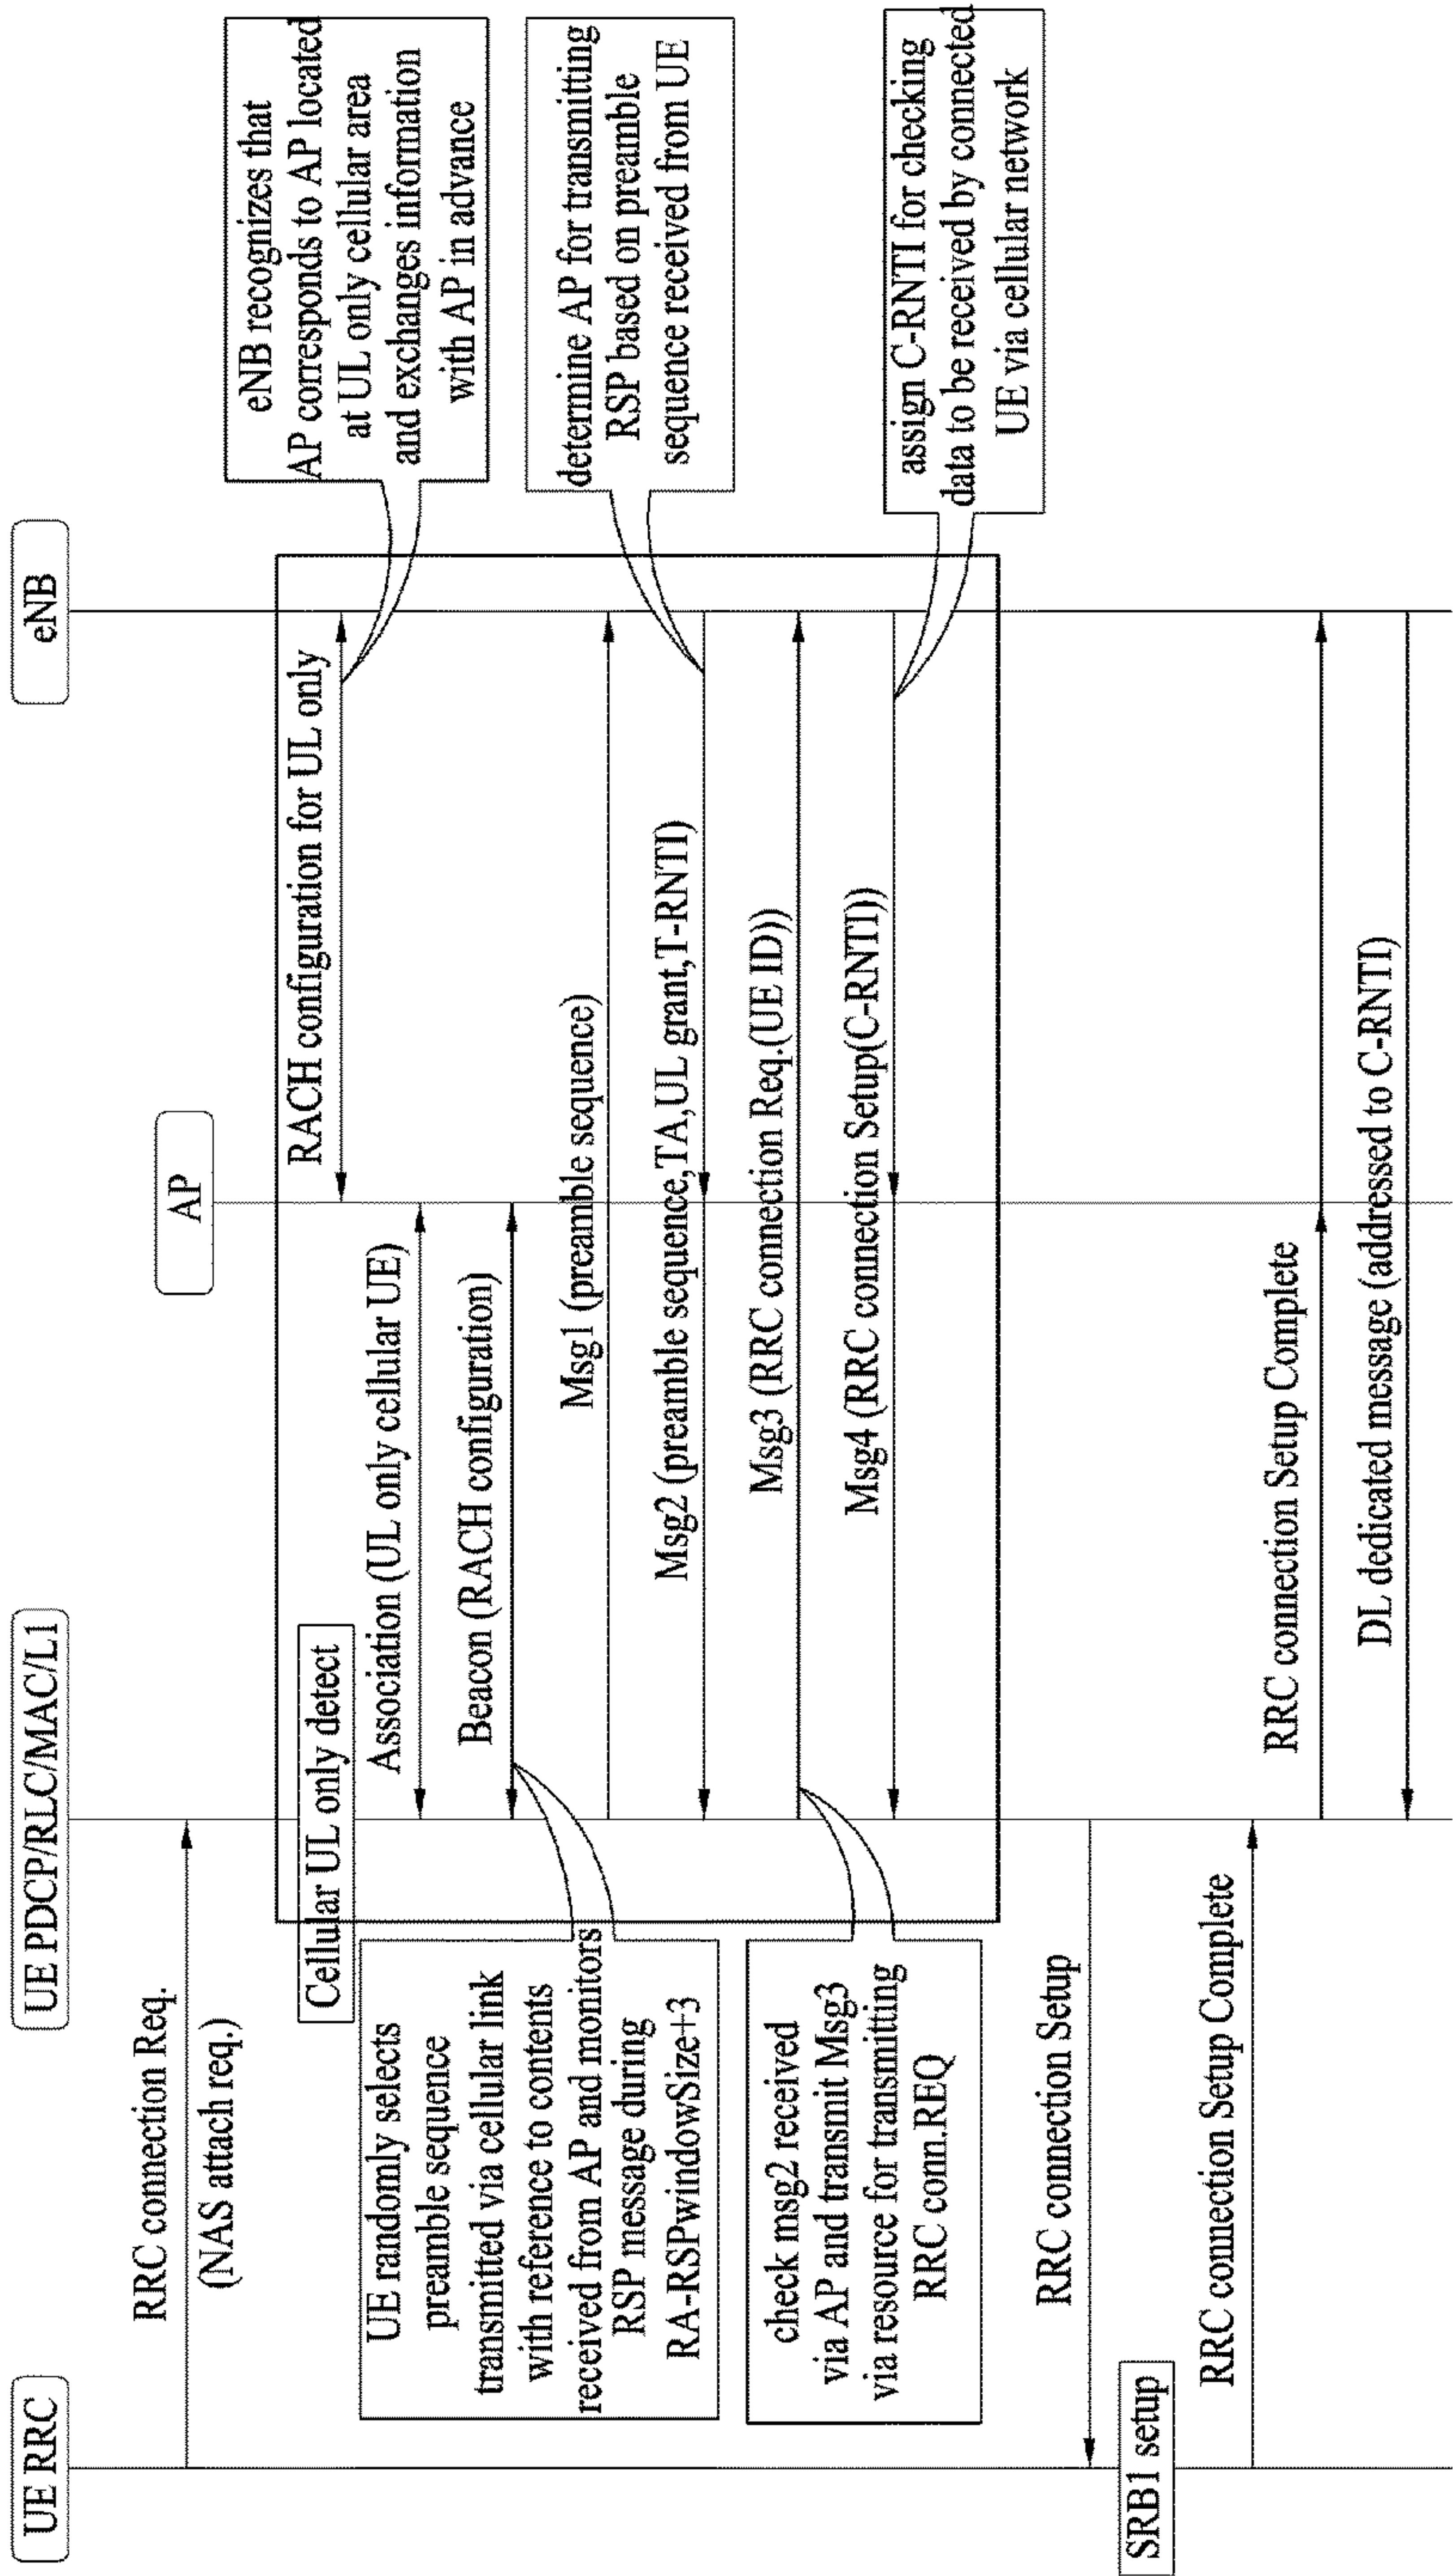 UE RRC
UE PDCP/RLC/MAC/L1
AP
eNB
RRC connection Req.
(NAS attach req.)
Cellular UL only detect
RACH configuration for UL only
eNB recognizes that
AP corresponds to AP located
at UL only cellular area
and exchanges information
with AP in advance
Association (UL only cellular UE)
Beacon (RACH configuration)
UE randomly selects
preamble sequence
transmitted via cellular link
with reference to contents
received from AP and monitors
RSP message during
RA-RSPwindowSize+3
Msg1 (preamble sequence)
determine AP for transmitting
RSP based on preamble
sequence received from UE
Msg2 (preamble sequence,TA,UL grant,T-RNTI)
Msg3 (RRC connection Req.(UE ID))
check msg2 received
via AP and transmit Msg3
via resource for transmitting
RRC conn.REQ
Msg4 (RRC connection Setup(C-RNTI))
assign C-RNTI for checking
data to be received by connected
UE via cellular network
RRC connection Setup
SRB1 setup
RRC connection Setup Complete
RRC connection Setup Complete
DL dedicated message (addressed to C-RNTI)